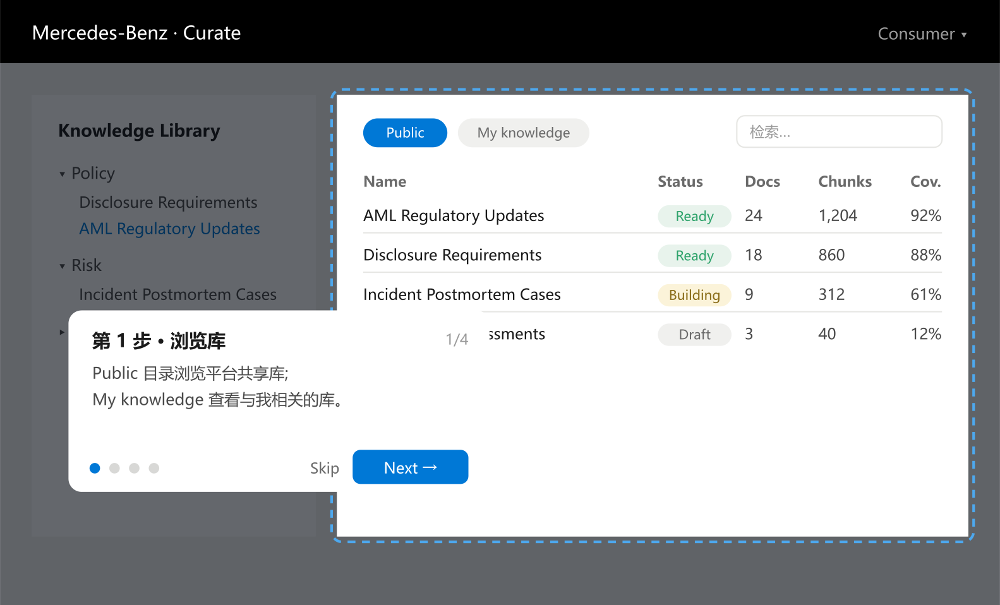 Mercedes-Benz · Curate
Consumer ▾
Knowledge Library
▾ Policy
Disclosure Requirements
AML Regulatory Updates
▾ Risk
Incident Postmortem Cases
▸
Public
My knowledge
检索...
Name Status Docs Chunks Cov.
AML Regulatory Updates Ready 24 1,204 92%
Disclosure Requirements Ready 18 860 88%
Incident Postmortem Cases Building 9 312 61%
ssments Draft 3 40 12%
第 1 步 • 浏览库
1/4
Public 目录浏览平台共享库;
My knowledge 查看与我相关的库。
Skip
Next →